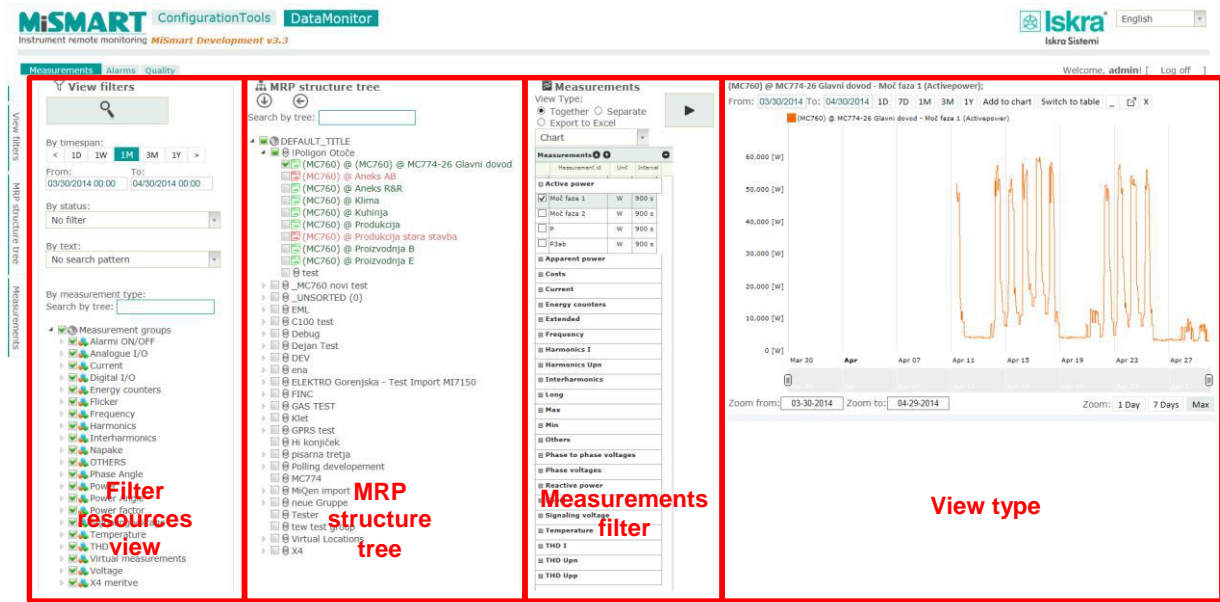 MiSMART
ConfigurationTools DataMonitor
Instrument remote monitoring MiSmart Development v3.3
Iskra
Iskra Sistemi
English
Measurements Alarms Quality
Welcome, admin! [ Log off ]
View filters
MRP structure tree
Measurements
View filters
By timespan:
< 1D 1W 1M 3M 1Y >
From: To:
03/30/2014 00:00 04/30/2014 00:00
By status:
No filter
By text:
No search pattern
By measurement type:
Search by tree:
Measurement groups
Alarmi ON/OFF
Analogue I/O
Current
Digital I/O
Energy counters
Flicker
Frequency
Harmonics
Interharmonics
Napake
OTHERS
Phase Angle
Power
Power Angle
Power factor
Temperature
THD
Virtual measurements
Voltage
X4 meritve
Filter
resources
view
MRP structure tree
Search by tree:
DEFAULT_TITLE
!Poligon Otoče
(MC760) @ (MC760) @ MC774-26 Glavni dovod
(MC760) @ Aneks AB
(MC760) @ Aneks R&R
(MC760) @ Klima
(MC760) @ Kuhinja
(MC760) @ Produkcija
(MC760) @ Produkcija stara stavba
(MC760) @ Proizvodnja B
(MC760) @ Proizvodnja E
test
_MC760 novi test
_UNSORTED (0)
EML
C100 test
Debug
Dejan Test
DEV
ena
ELEKTRO Gorenjska - Test Import MI7150
FINC
GAS TEST
Klet
GPRS test
Hi konjiček
pisarna tretja
Polling developement
MC774
MiQen import
neue Gruppe
Tester
tew test group
Virtual Locations
X4
MRP
structure
tree
Measurements
View Type:
Together Separate
Export to Excel
Chart
Measurements
Measurement id Unit Interval
Active power
Moč faza 1 W 900 s
Moč faza 2 W 900 s
P W 900 s
P3ab W 900 s
Apparent power
Costs
Current
Energy counters
Extended
Frequency
Harmonics I
Harmonics Upn
Interharmonics
Long
Max
Min
Others
Phase to phase voltages
Phase voltages
Reactive power
Signaling voltage
Temperature
THD I
THD Upn
THD Upp
Measurements
filter
(MC760) @ MC774-26 Glavni dovod - Moč faza 1 (Activepower);
From: 03/30/2014 To: 04/30/2014 1D 7D 1M 3M 1Y Add to chart Switch to table _ X
(MC760) @ MC774-26 Glavni dovod - Moč faza 1 (Activepower)
60,000 [W]
50,000 [W]
40,000 [W]
30,000 [W]
20,000 [W]
10,000 [W]
0 [W]
Mar 30 Apr Apr 07 Apr 11 Apr 15 Apr 19 Apr 23 Apr 27
Zoom from: 03-30-2014 Zoom to: 04-29-2014 Zoom: 1 Day 7 Days Max
View type